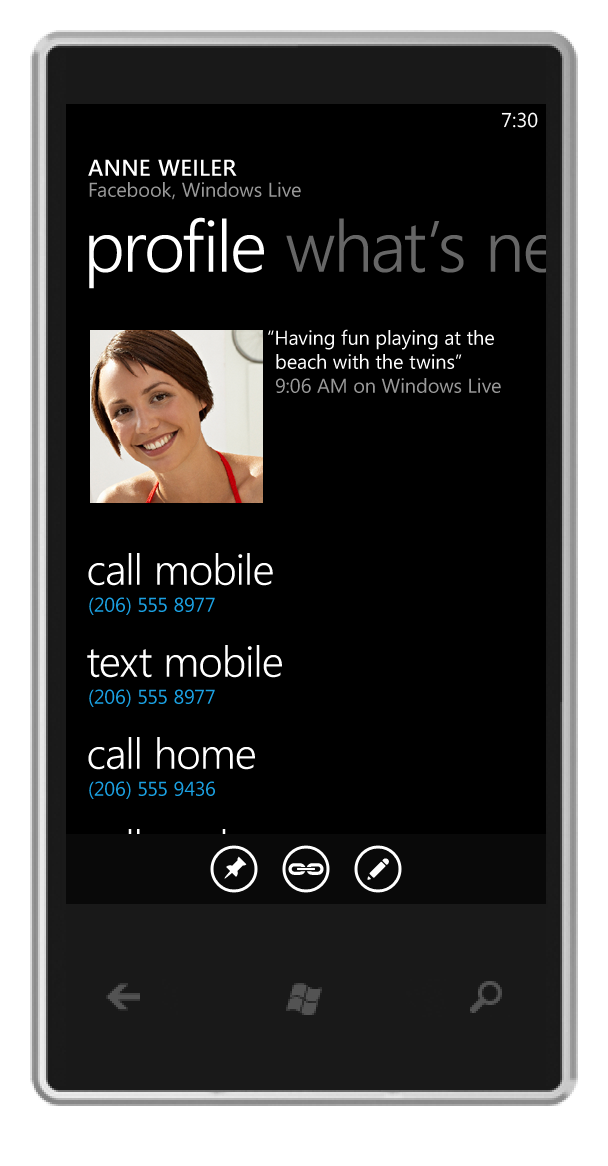 7:30
ANNE WEILER
Facebook, Windows Live
profile what's ne
“Having fun playing at the
beach with the twins”
9:06 AM on Windows Live
call mobile
(206) 555 8977
text mobile
(206) 555 8977
call home
(206) 555 9436